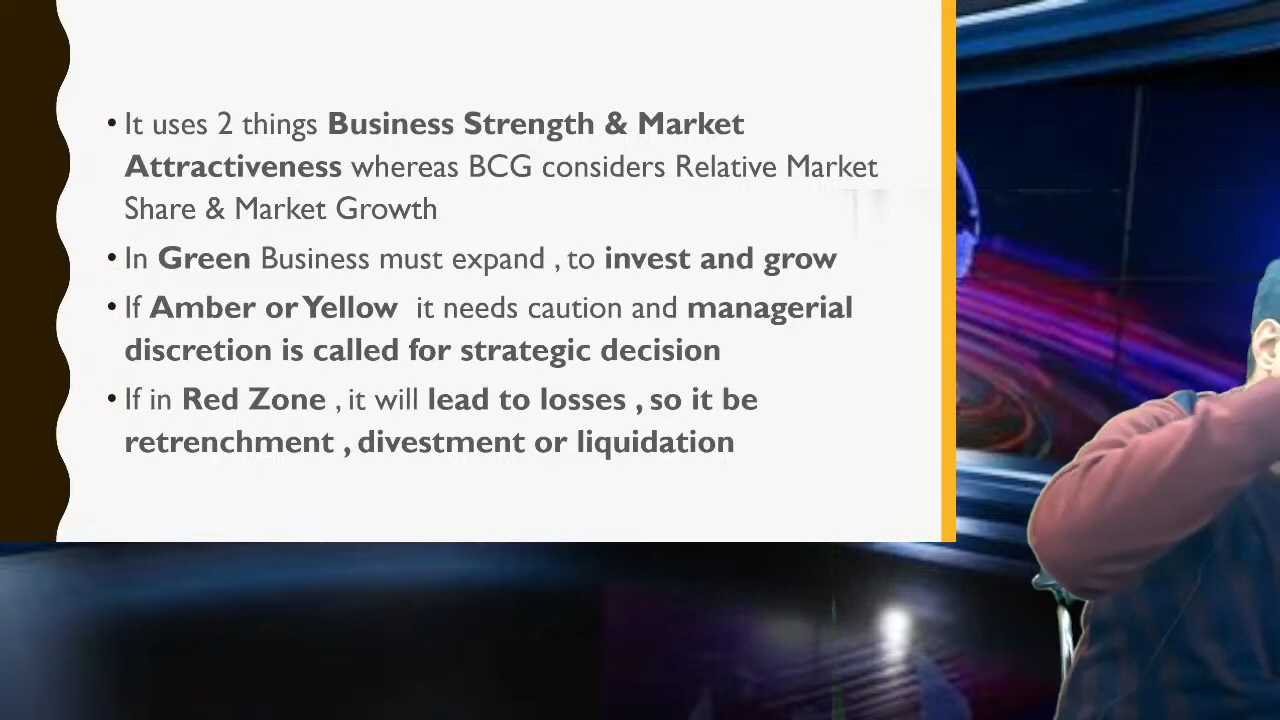 • It uses 2 things Business Strength & Market
Attractiveness whereas BCG considers Relative Market
Share & Market Growth
• In Green Business must expand , to invest and grow
• If Amber or Yellow it needs caution and managerial
discretion is called for strategic decision
• If in Red Zone , it will lead to losses , so it be
retrenchment , divestment or liquidation